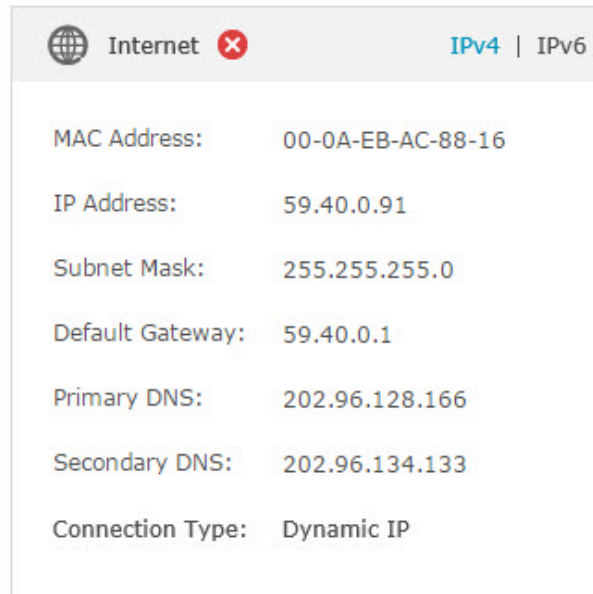 Internet IPv4 | IPv6
MAC Address: 00-0A-EB-AC-88-16
IP Address: 59.40.0.91
Subnet Mask: 255.255.255.0
Default Gateway: 59.40.0.1
Primary DNS: 202.96.128.166
Secondary DNS: 202.96.134.133
Connection Type: Dynamic IP